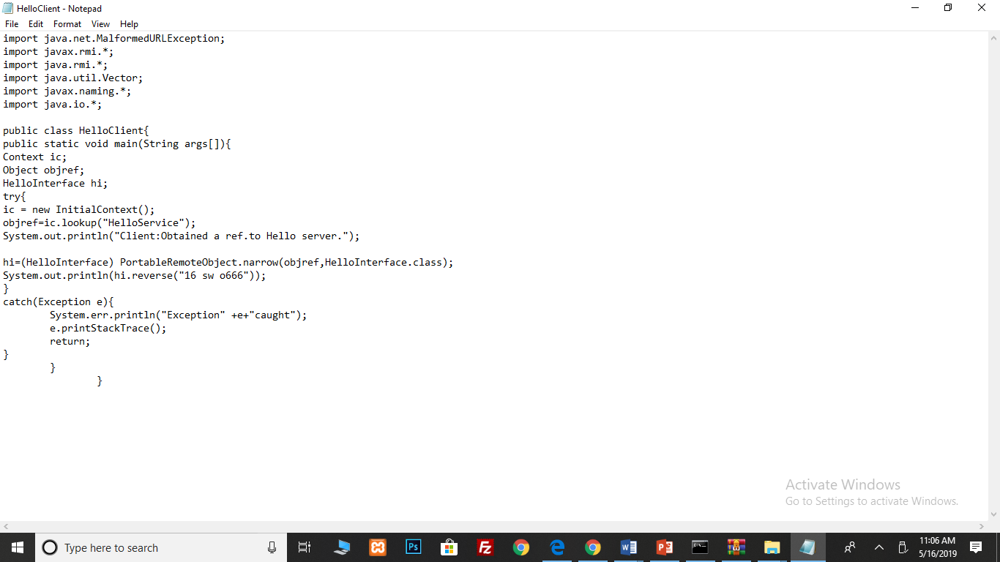 HelloClient - Notepad
File Edit Format View Help
import java.net.MalformedURLException;
import javax.rmi.*;
import java.rmi.*;
import java.util.Vector;
import javax.naming.*;
import java.io.*;

public class HelloClient{
public static void main(String args[]){
Context ic;
Object objref;
HelloInterface hi;
try{
ic = new InitialContext();
objref=ic.lookup("HelloService");
System.out.println("Client:Obtained a ref.to Hello server.");

hi=(HelloInterface) PortableRemoteObject.narrow(objref,HelloInterface.class);
System.out.println(hi.reverse("16 sw o666"));
}
catch(Exception e){
        System.err.println("Exception" +e+"caught");
        e.printStackTrace();
        return;
}
        }
                }
Activate Windows
Go to Settings to activate Windows.
Type here to search
Ps
Fz
11:06 AM
5/16/2019